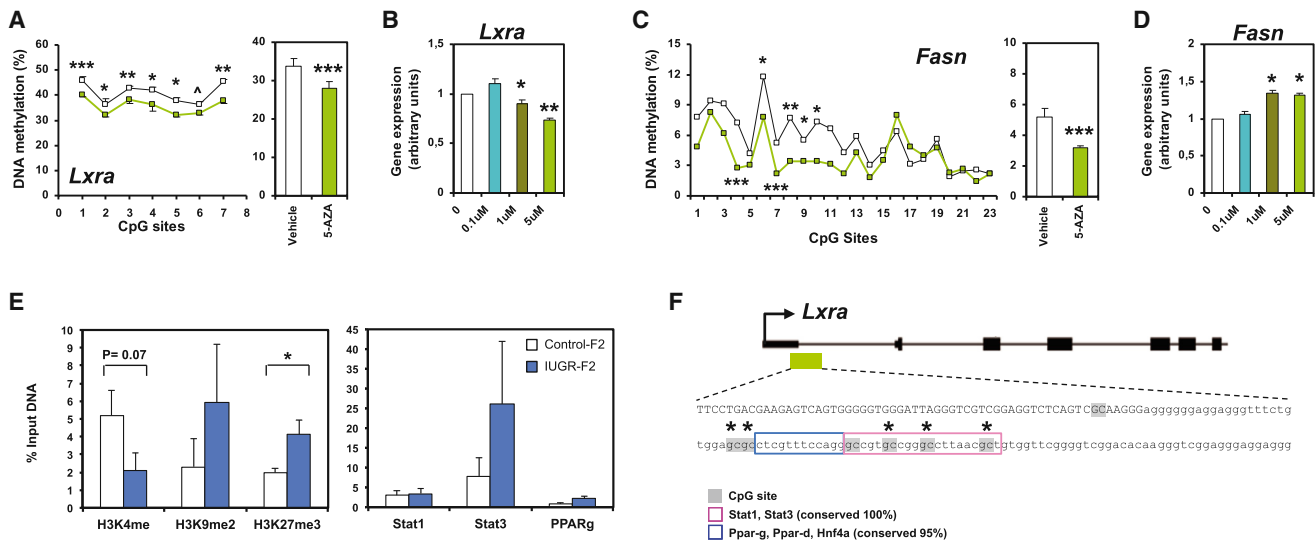 A
DNA methylation (%)
60
50
40
30
20
10
0
*** * ** * * ^ **
Lxra
0 1 2 3 4 5 6 7 8
CpG sites
40
30
20
10
0
***
Vehicle
5-AZA
B
Lxra
Gene expression
(arbitrary units)
1,5
1
0,5
0
*
**
0
0.1uM
1uM
5uM
C
Fasn
DNA methylation (%)
15
12
9
6
3
0
* ** * *
*** ***
1 3 5 7 9 11 13 15 17 19 21 23
CpG Sites
10
8
6
4
2
0
***
Vehicle
5-AZA
D
Fasn
Gene expression
(arbitrary units)
2
1,5
1
0,5
0
* *
0
0.1uM
1uM
5uM
E
% Input DNA
10
9
8
7
6
5
4
3
2
1
0
P= 0.07
*
H3K4me H3K9me2 H3K27me3
45
40
35
30
25
20
15
10
5
0
Control-F2
IUGR-F2
Stat1 Stat3 PPARg
F
Lxra
TTCCTGACGAAGAGTCAGTGGGGGTGGGATTAGGGTCGTCGGAGGTCTCAGTCGCAAGGGaggggggaggagggtttctg
* * * * *
tggagcgcctcgtttccagggccgtgccgggccttaacgctgtggttcggggtcggacacaagggtcggagggaggaggg
CpG site
Stat1, Stat3 (conserved 100%)
Ppar-g, Ppar-d, Hnf4a (conserved 95%)